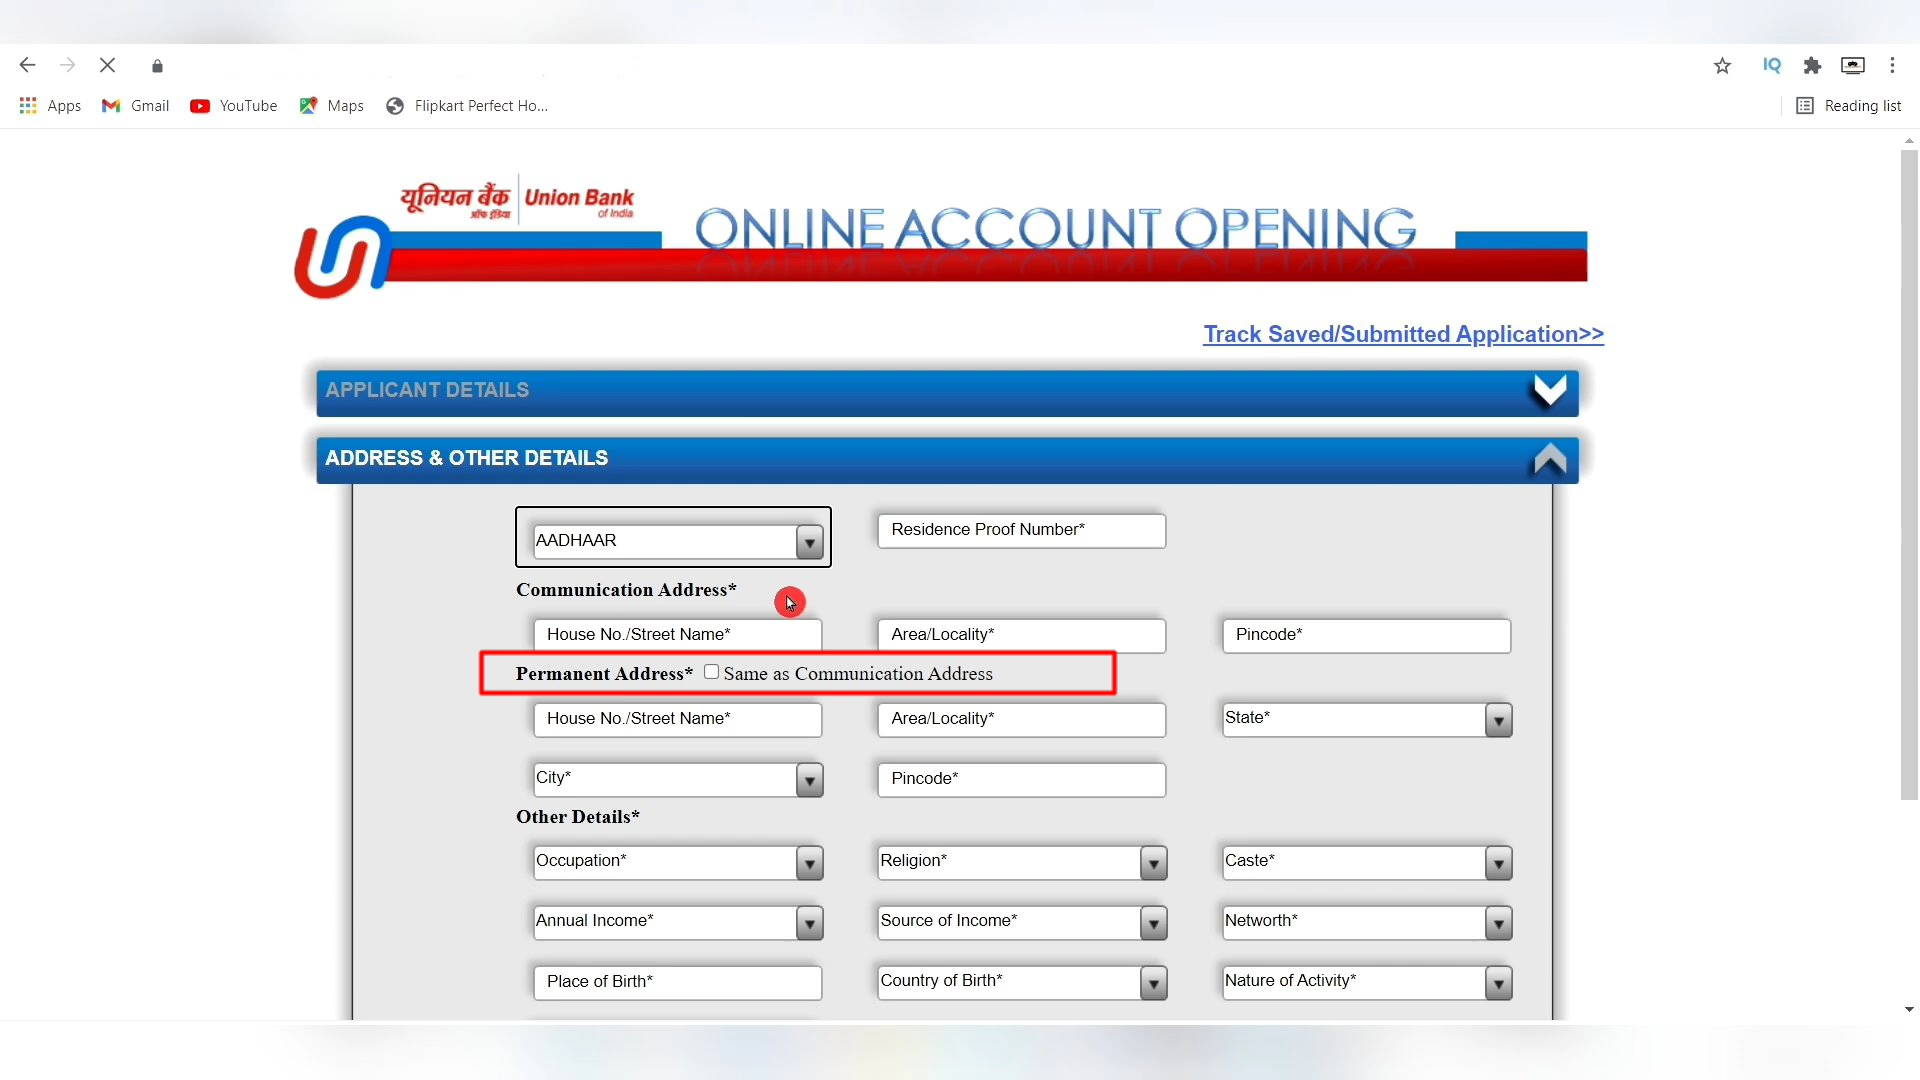 Apps Gmail YouTube Maps Flipkart Perfect Ho... Reading list
यूनियन बैंक Union Bank
ऑफ इंडिया of India
ONLINE ACCOUNT OPENING
Track Saved/Submitted Application>>
APPLICANT DETAILS
ADDRESS & OTHER DETAILS
AADHAAR Residence Proof Number*
Communication Address*
House No./Street Name* Area/Locality* Pincode*
Permanent Address* Same as Communication Address
House No./Street Name* Area/Locality* State*
City* Pincode*
Other Details*
Occupation* Religion* Caste*
Annual Income* Source of Income* Networth*
Place of Birth* Country of Birth* Nature of Activity*